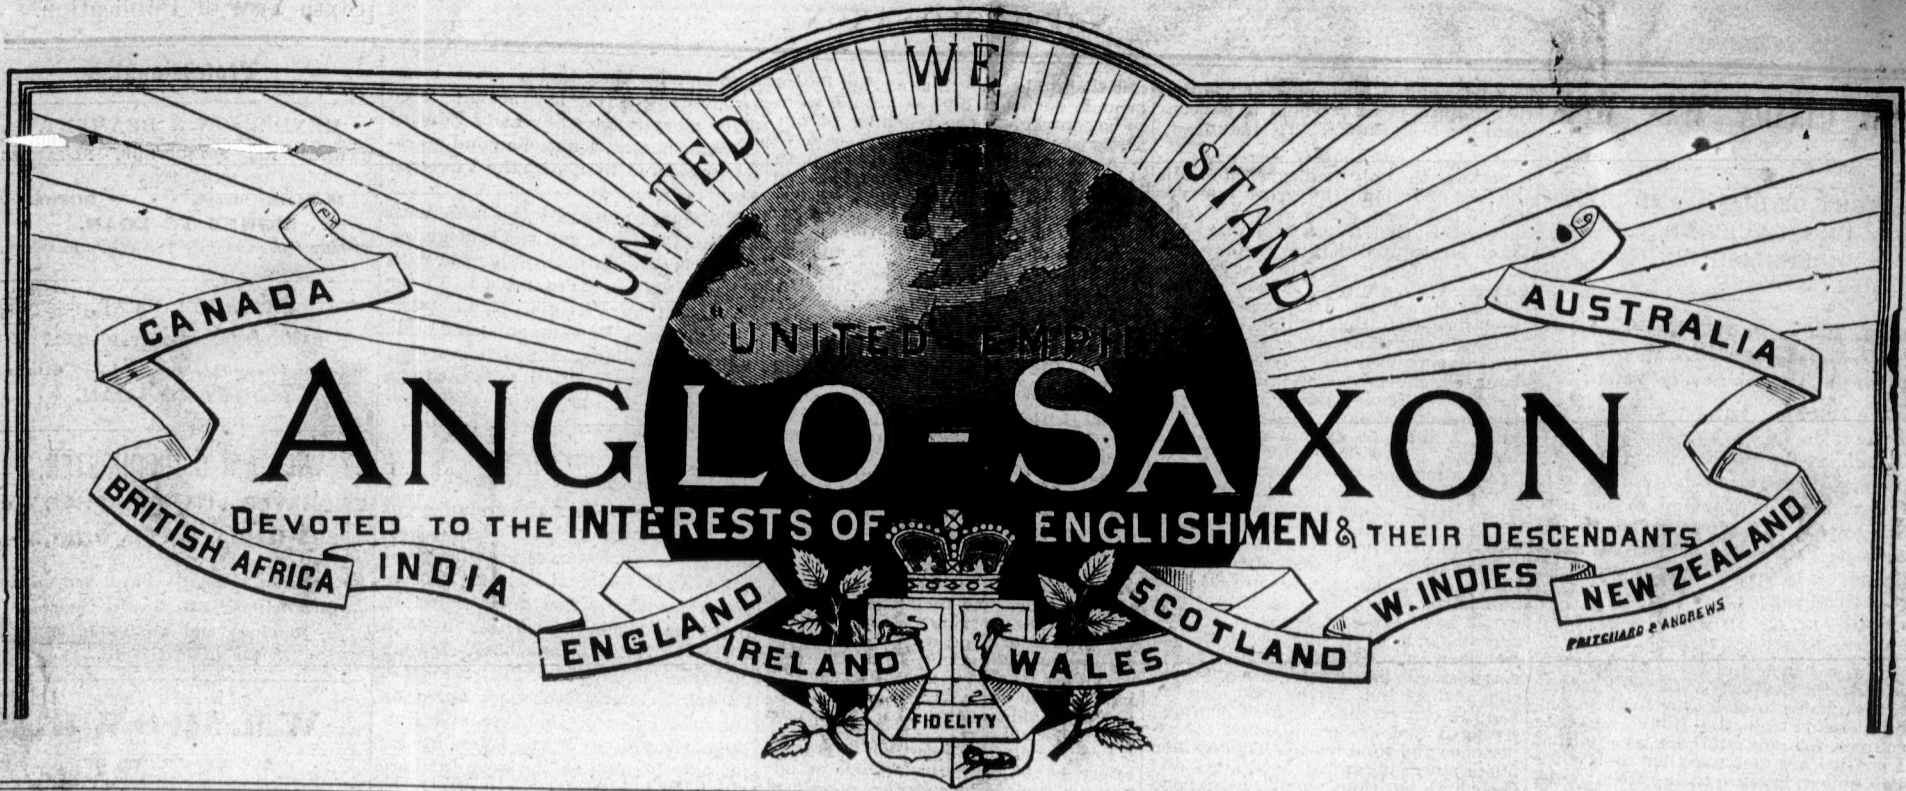 UNITED WE STAND
"UNITED EMPIRE"
ANGLO-SAXON
DEVOTED TO THE INTERESTS OF ENGLISHMEN & THEIR DESCENDANTS
CANADA
BRITISH AFRICA
INDIA
ENGLAND
IRELAND
WALES
SCOTLAND
W. INDIES
NEW ZEALAND
AUSTRALIA
FIDELITY
PRITCHARD & ANDREWS